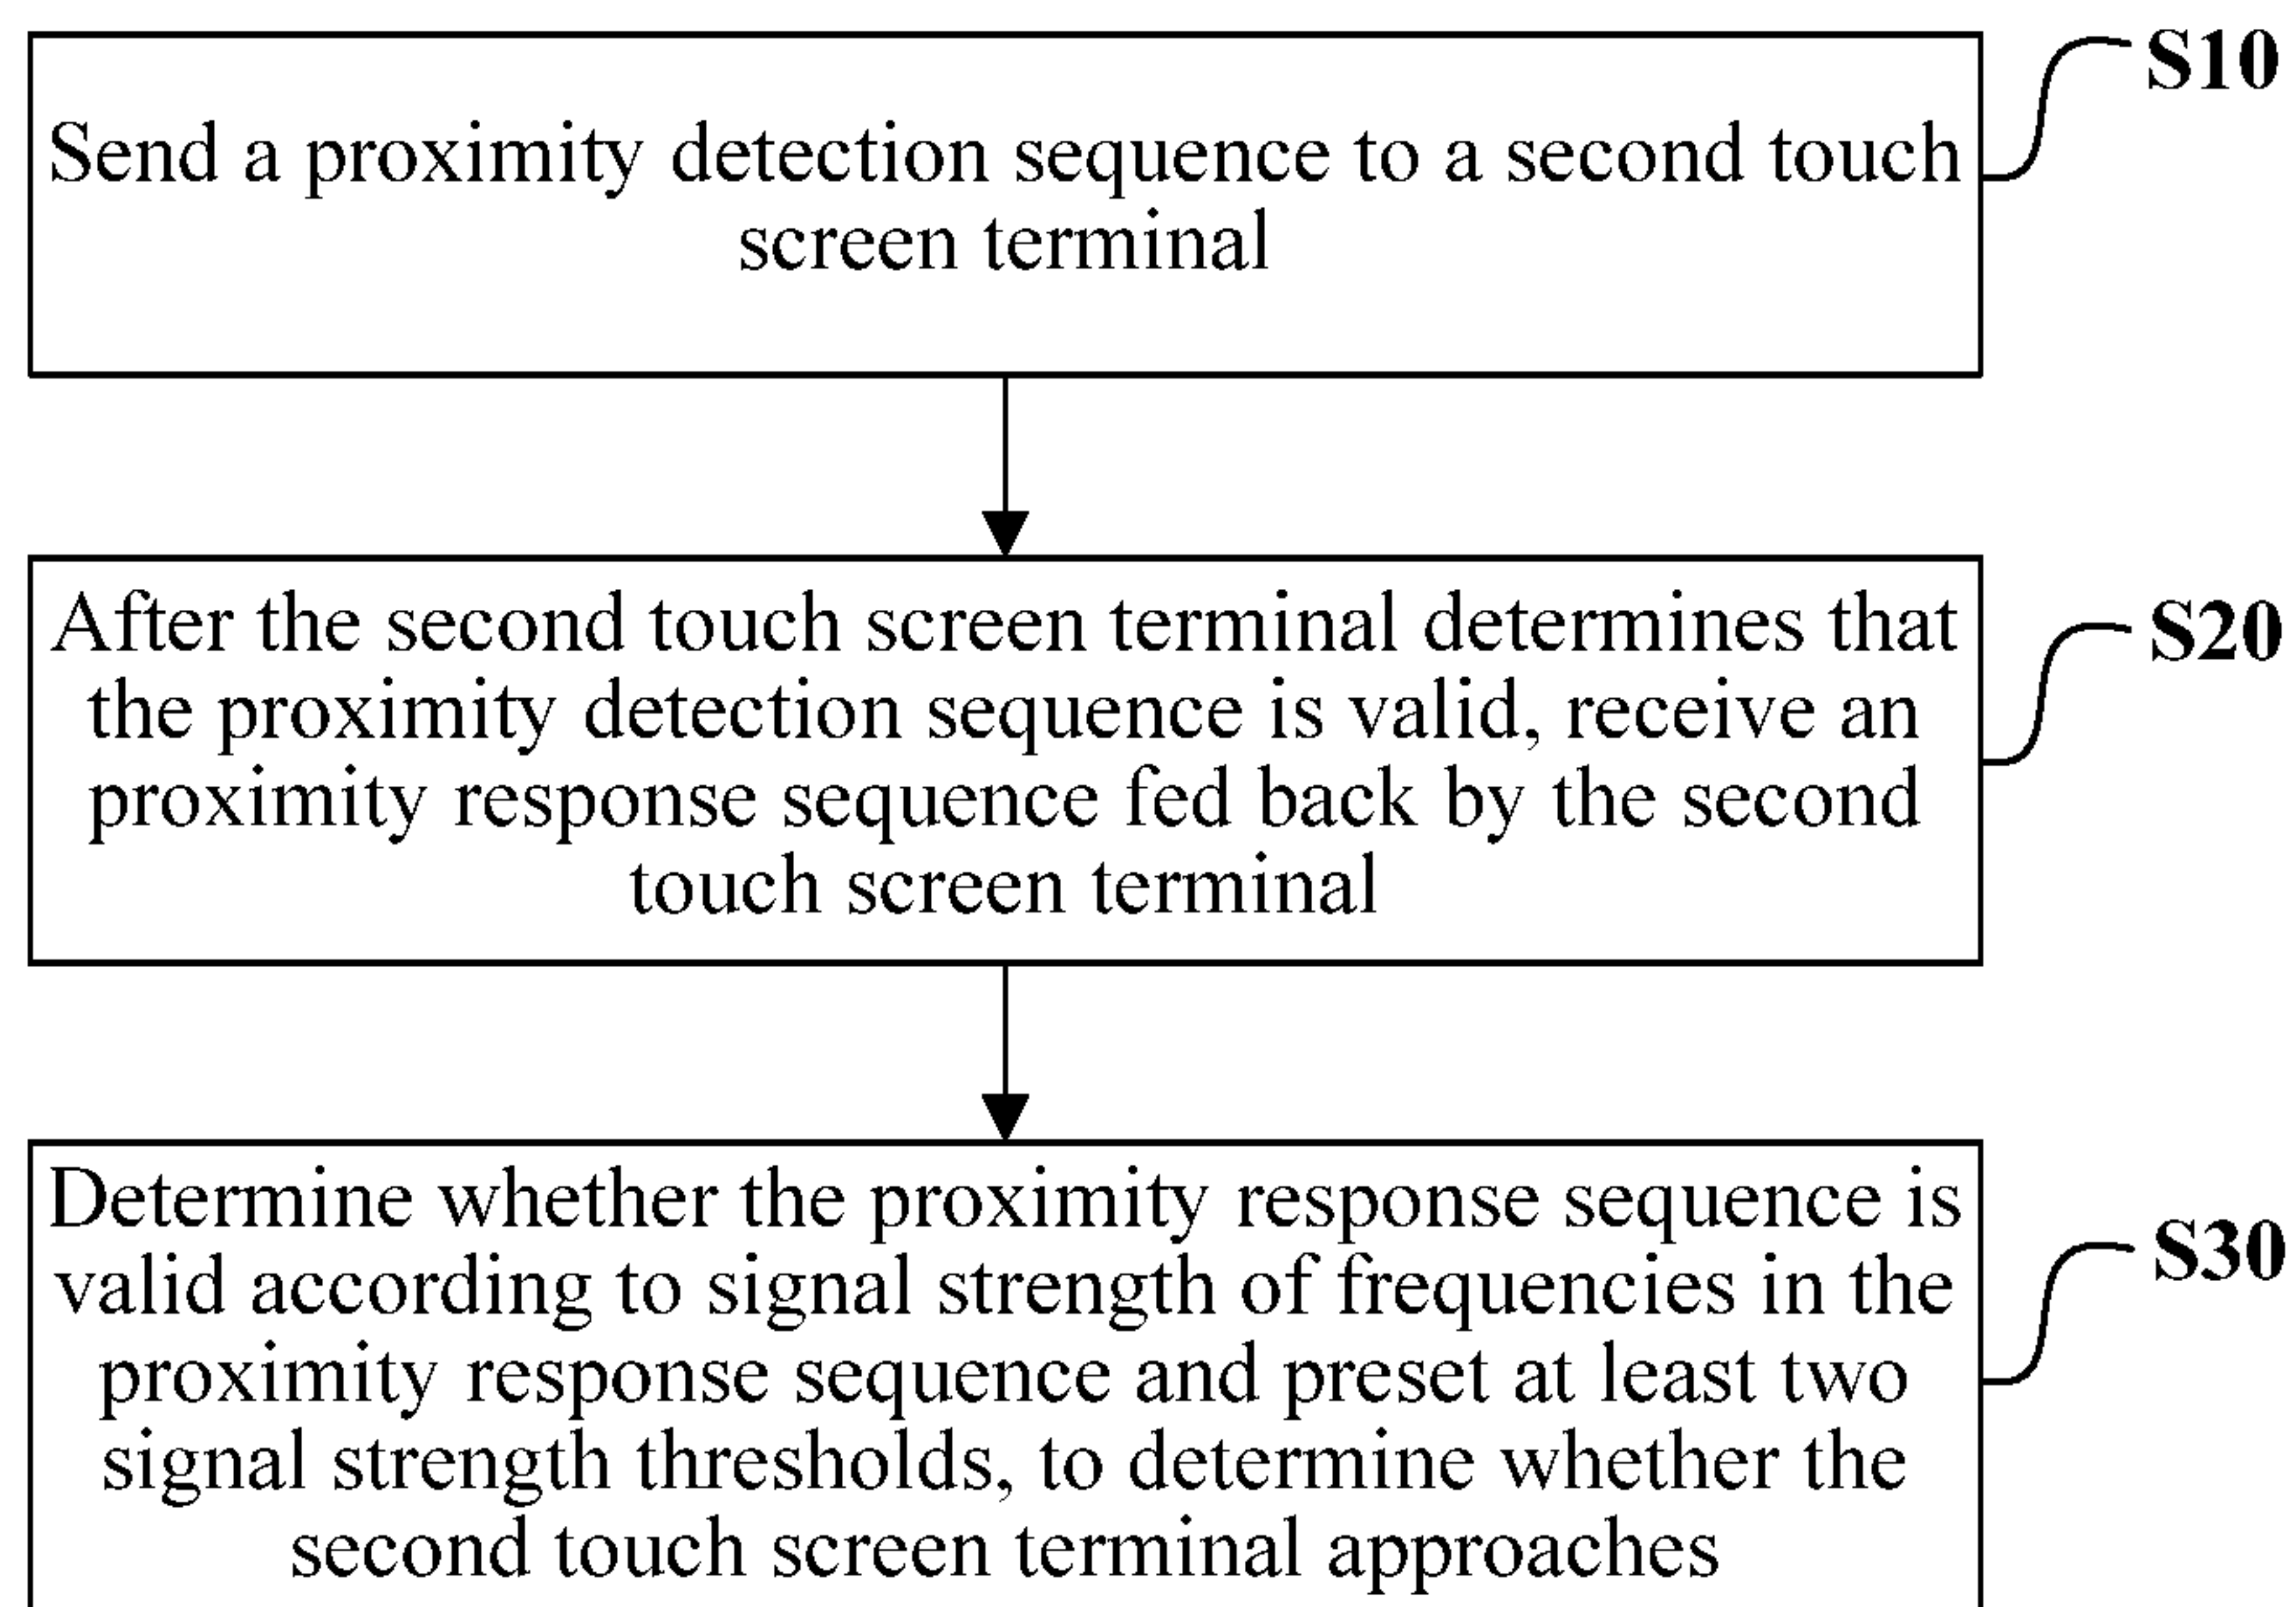 S10
Send a proximity detection sequence to a second touch
screen terminal
After the second touch screen terminal determines that
the proximity detection sequence is valid, receive an
proximity response sequence fed back by the second
touch screen terminal
S20
Determine whether the proximity response sequence is
valid according to signal strength of frequencies in the
proximity response sequence and preset at least two
signal strength thresholds, to determine whether the
second touch screen terminal approaches
S30